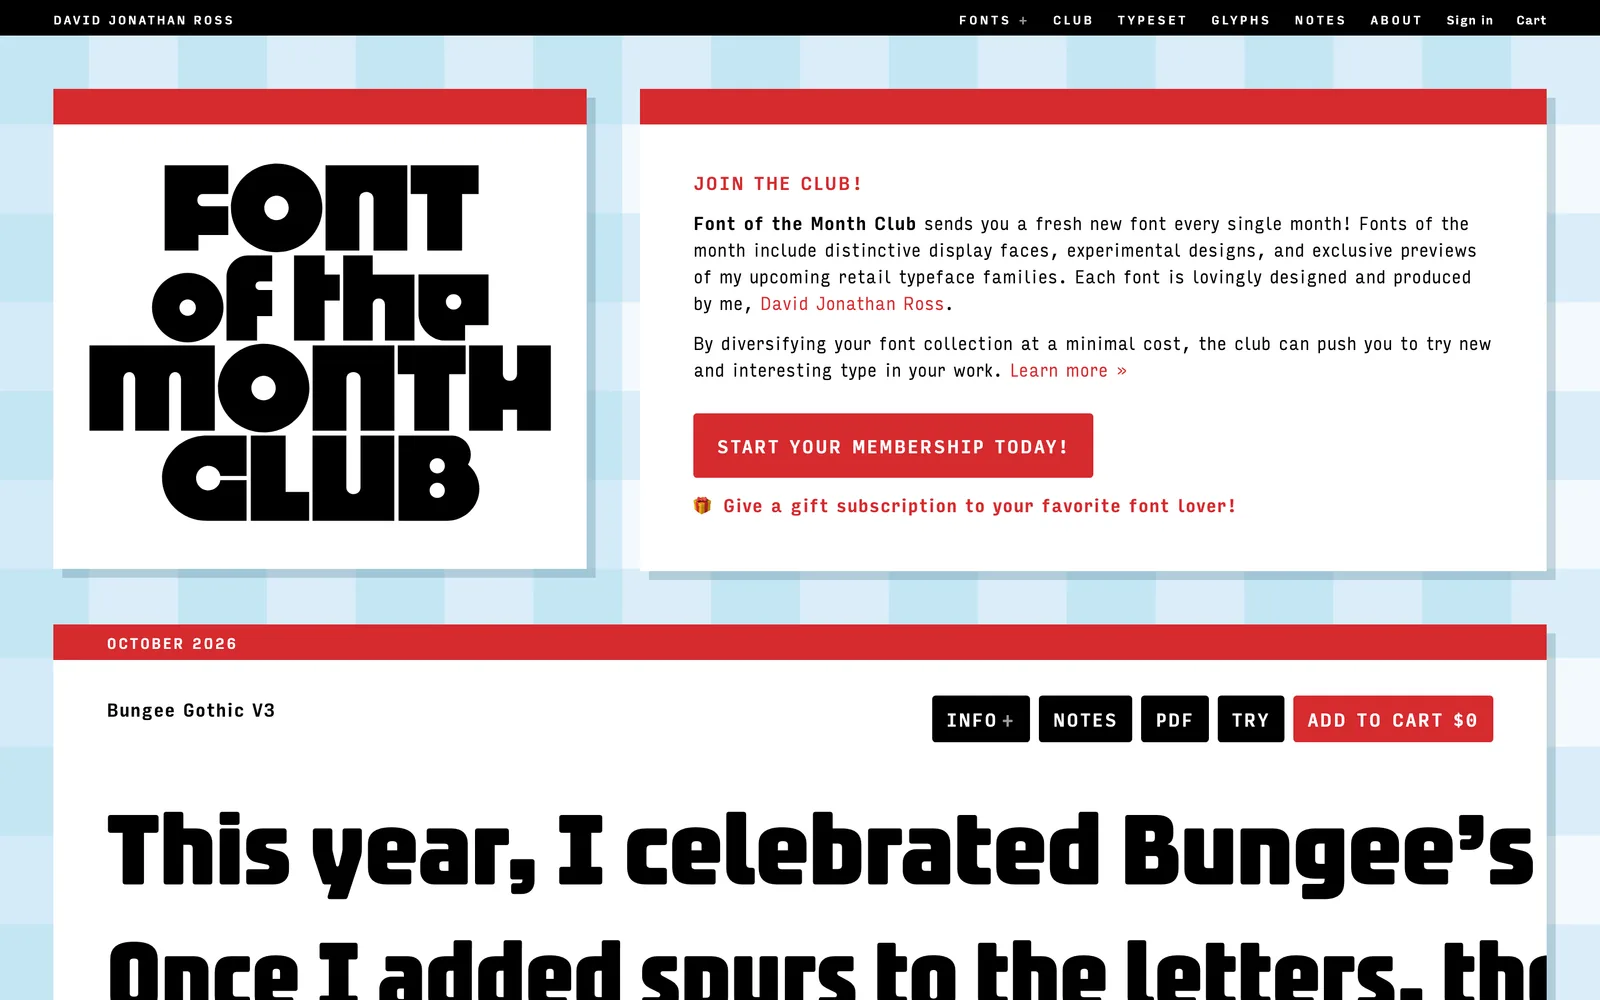 DAVID JONATHAN ROSS
FONTS + CLUB TYPESET GLYPHS NOTES ABOUT Sign in Cart
FONT
of the
MONTH
CLUB
JOIN THE CLUB!
Font of the Month Club sends you a fresh new font every single month! Fonts of the
month include distinctive display faces, experimental designs, and exclusive previews
of my upcoming retail typeface families. Each font is lovingly designed and produced
by me, David Jonathan Ross.
By diversifying your font collection at a minimal cost, the club can push you to try new
and interesting type in your work. Learn more »
START YOUR MEMBERSHIP TODAY!
Give a gift subscription to your favorite font lover!
OCTOBER 2026
Bungee Gothic V3
INFO + NOTES PDF TRY ADD TO CART $0
This year, I celebrated Bungee’s
Once I added spurs to the letters, the